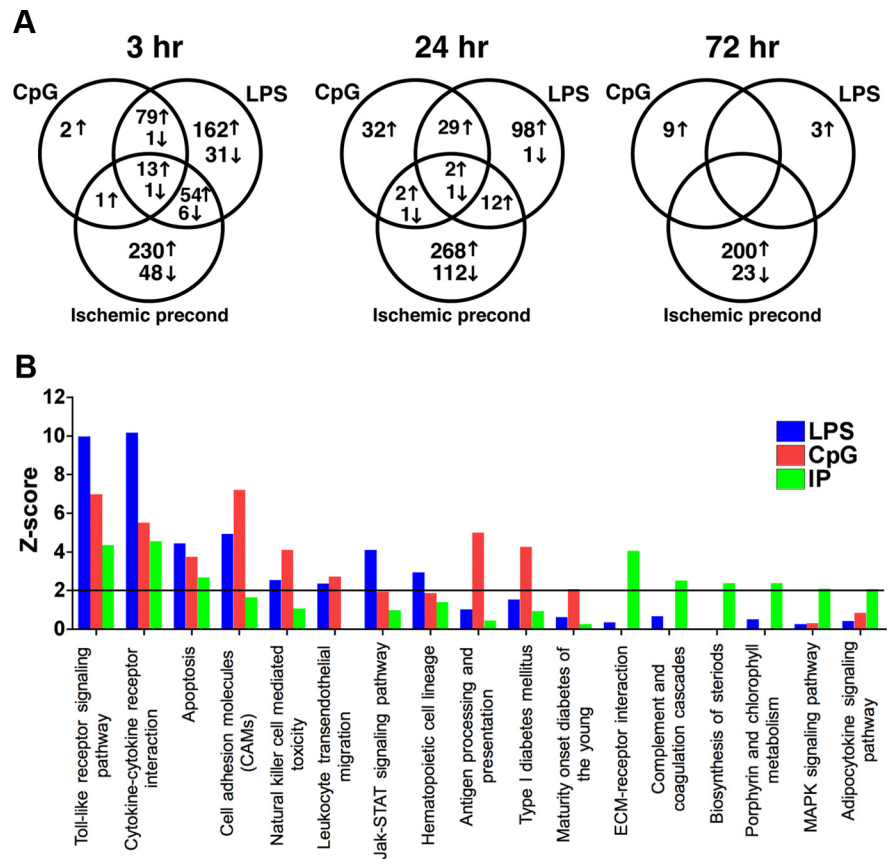 A
3 hr
24 hr
72 hr
CpG
LPS
CpG
LPS
CpG
LPS
2↑
79↑
1↓
162↑
31↓
13↑
1↓
1↑
54↑
6↓
230↑
48↓
Ischemic precond
32↑
29↑
98↑
1↓
2↑
1↓
2↑
1↓
12↑
268↑
112↓
Ischemic precond
9↑
3↑
200↑
23↓
Ischemic precond
B
Z-score
12
10
8
6
4
2
0
LPS
CpG
IP
Toll-like receptor signaling
pathway
Cytokine-cytokine receptor
interaction
Apoptosis
Cell adhesion molecules
(CAMs)
Natural killer cell mediated
toxicity
Leukocyte transendothelial
migration
Jak-STAT signaling pathway
Hematopoietic cell lineage
Antigen processing and
presentation
Type I diabetes mellitus
Maturity onset diabetes of
the young
ECM-receptor interaction
Complement and
coagulation cascades
Biosynthesis of steriods
Porphyrin and chlorophyll
metabolism
MAPK signaling pathway
Adipocytokine signaling
pathway